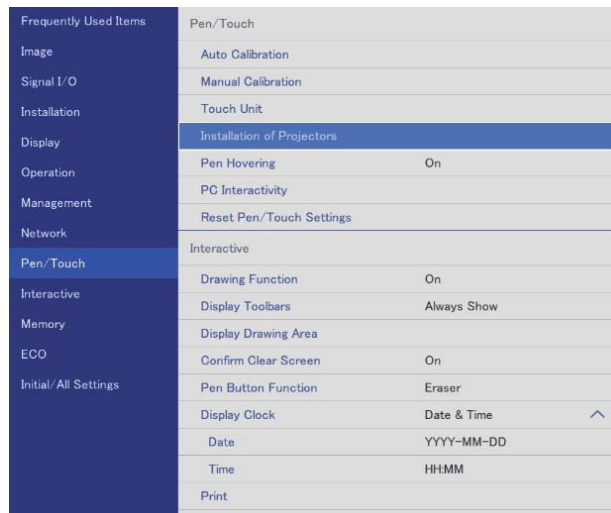 Frequently Used Items
Image
Signal I/O
Installation
Display
Operation
Management
Network
Pen/Touch
Interactive
Memory
ECO
Initial/All Settings
Pen/Touch
Auto Calibration
Manual Calibration
Touch Unit
Installation of Projectors
Pen Hovering On
PC Interactivity
Reset Pen/Touch Settings
Interactive
Drawing Function On
Display Toolbars Always Show
Display Drawing Area
Confirm Clear Screen On
Pen Button Function Eraser
Display Clock Date & Time
Date YYYY-MM-DD
Time HH:MM
Print